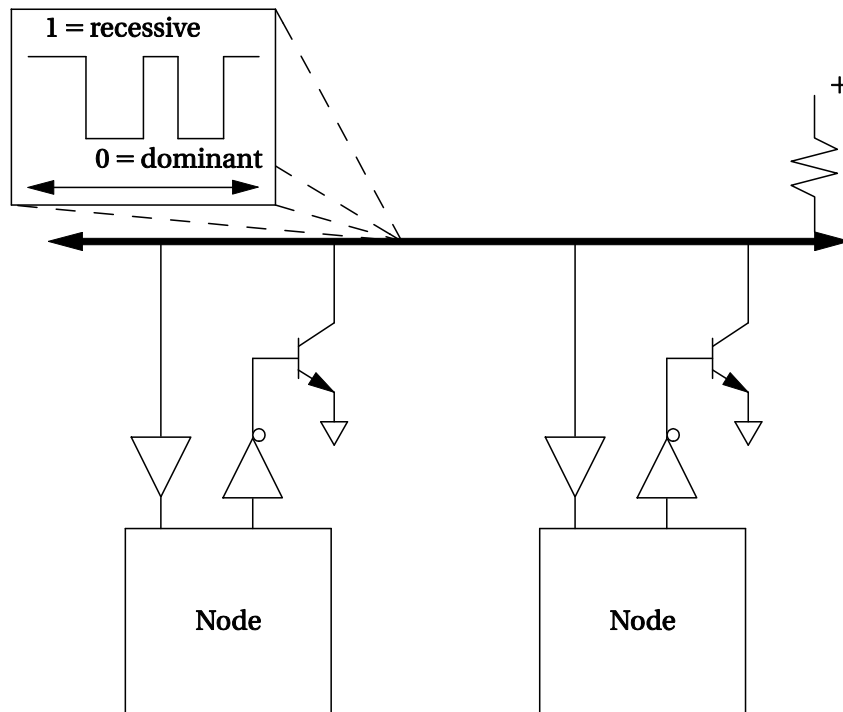 1 = recessive
0 = dominant
+
Node
Node